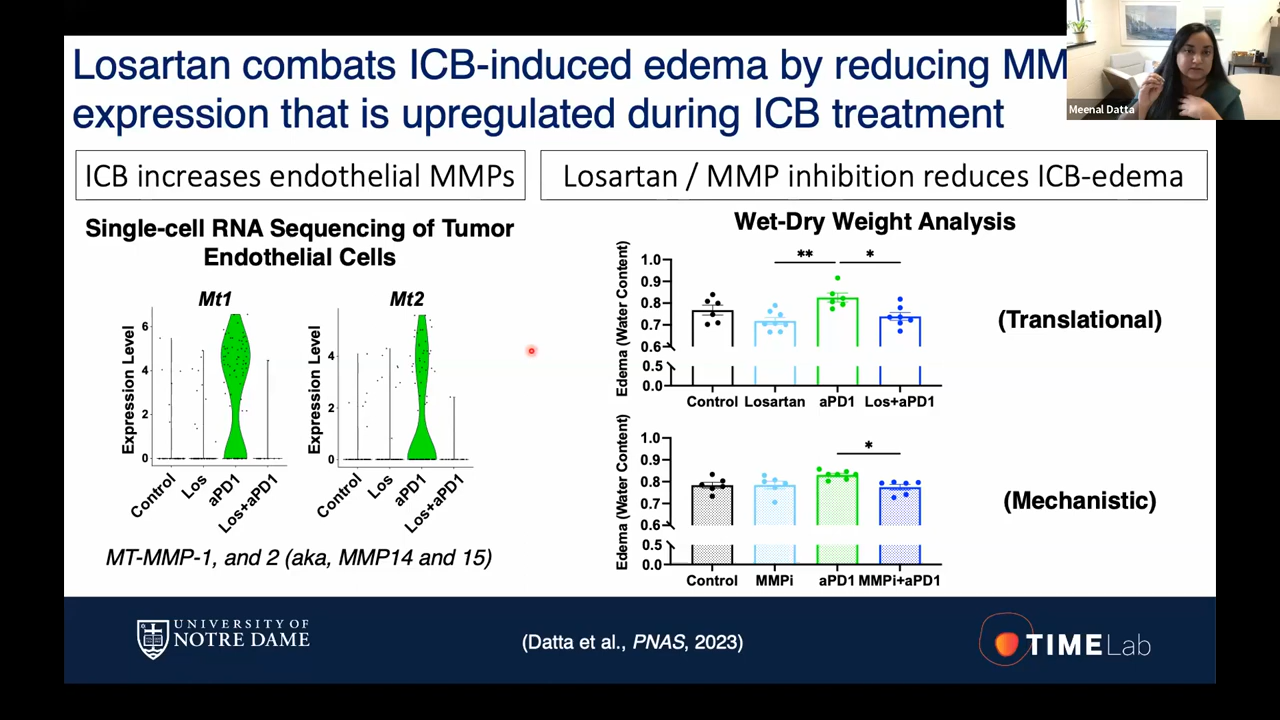 Losartan combats ICB-induced edema by reducing MM
expression that is upregulated during ICB treatment
Meenal Datta
ICB increases endothelial MMPs
Losartan / MMP inhibition reduces ICB-edema
Single-cell RNA Sequencing of Tumor
Endothelial Cells
Mt1
Expression Level
6
4
2
0
Control
Los
aPD1
Los+aPD1
Mt2
Expression Level
4
2
0
Control
Los
aPD1
Los+aPD1
MT-MMP-1, and 2 (aka, MMP14 and 15)
Wet-Dry Weight Analysis
Edema (Water Content)
1.0
0.9
0.8
0.7
0.6
0.5
0.0
** *
Control Losartan aPD1 Los+aPD1
(Translational)
Edema (Water Content)
1.0
0.9
0.8
0.7
0.6
0.5
0.0
*
Control MMPi aPD1 MMPi+aPD1
(Mechanistic)
UNIVERSITY OF
NOTRE DAME
(Datta et al., PNAS, 2023)
TIME Lab